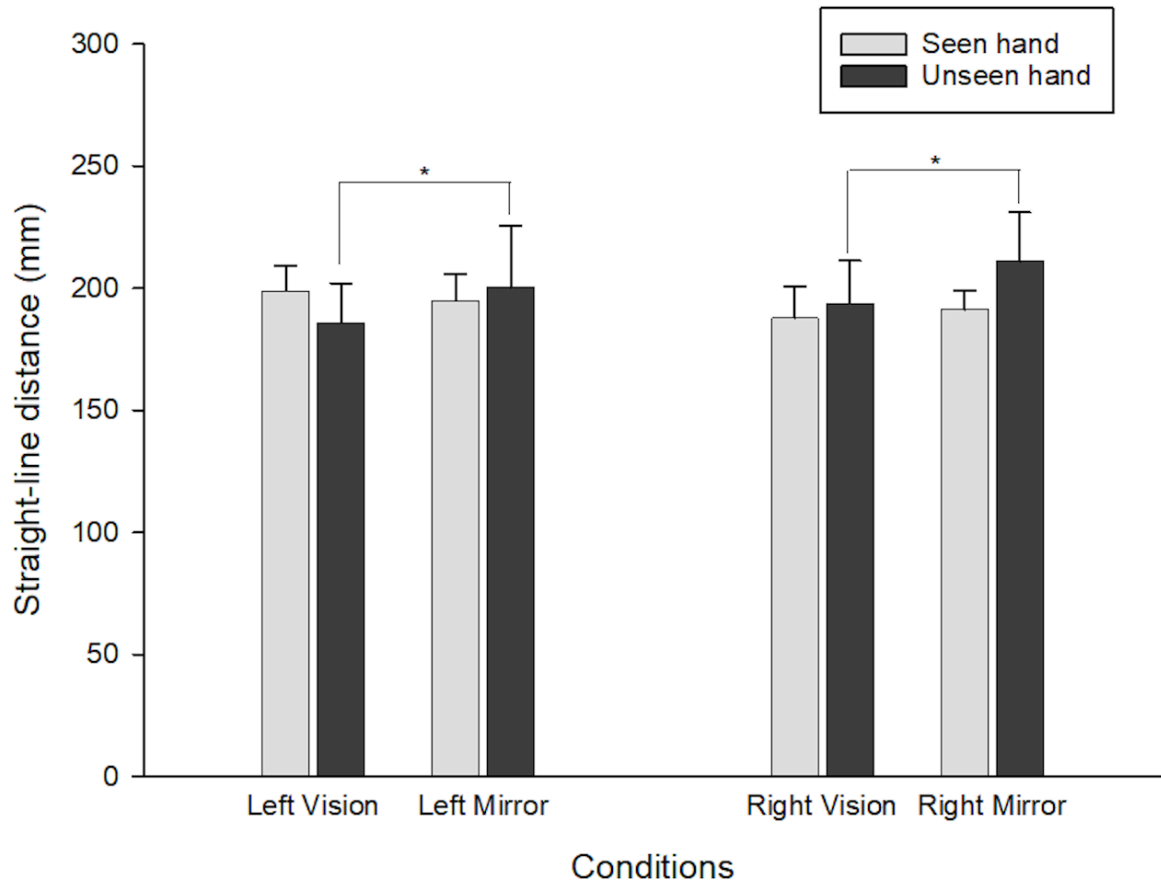 Seen hand
Unseen hand
300
250
200
150
100
50
0
Straight-line distance (mm)
*
*
Left Vision Left Mirror Right Vision Right Mirror
Conditions